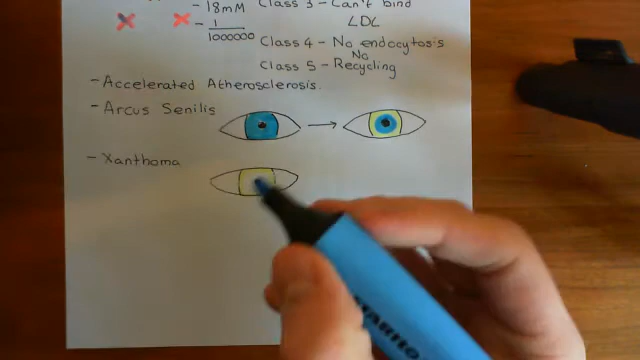 Class 3 - Can't bind
LDL
- 18mM
- 1
1000000
Class 4 - No endocytosis
No
Class 5 - Recycling
- Accelerated Atherosclerosis.
- Arcus Senilis
- Xanthoma